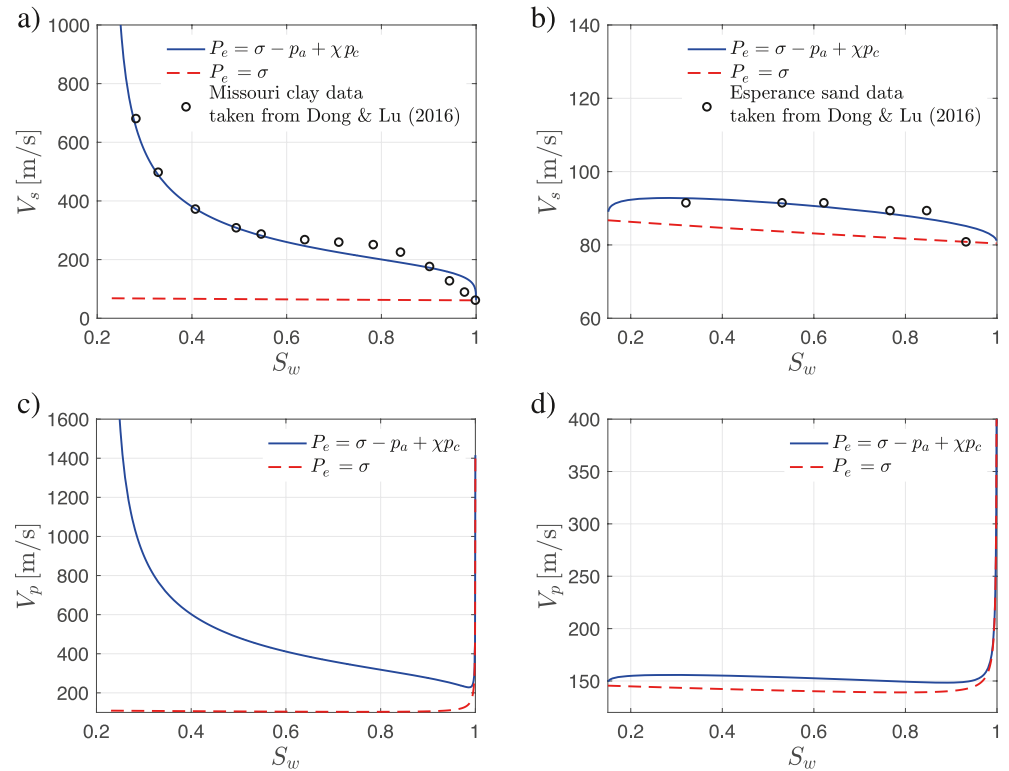 a)
1000
800
600
400
200
0
V_s [m/s]
P_e = σ − p_a + χp_c
P_e = σ
Missouri clay data
taken from Dong & Lu (2016)
0.2 0.4 0.6 0.8 1
S_w
b)
140
120
100
80
60
V_s [m/s]
P_e = σ − p_a + χp_c
P_e = σ
Esperance sand data
taken from Dong & Lu (2016)
0.2 0.4 0.6 0.8 1
S_w
c)
1600
1400
1200
1000
800
600
400
200
V_p [m/s]
P_e = σ − p_a + χp_c
P_e = σ
0.2 0.4 0.6 0.8 1
S_w
d)
400
350
300
250
200
150
V_p [m/s]
P_e = σ − p_a + χp_c
P_e = σ
0.2 0.4 0.6 0.8 1
S_w